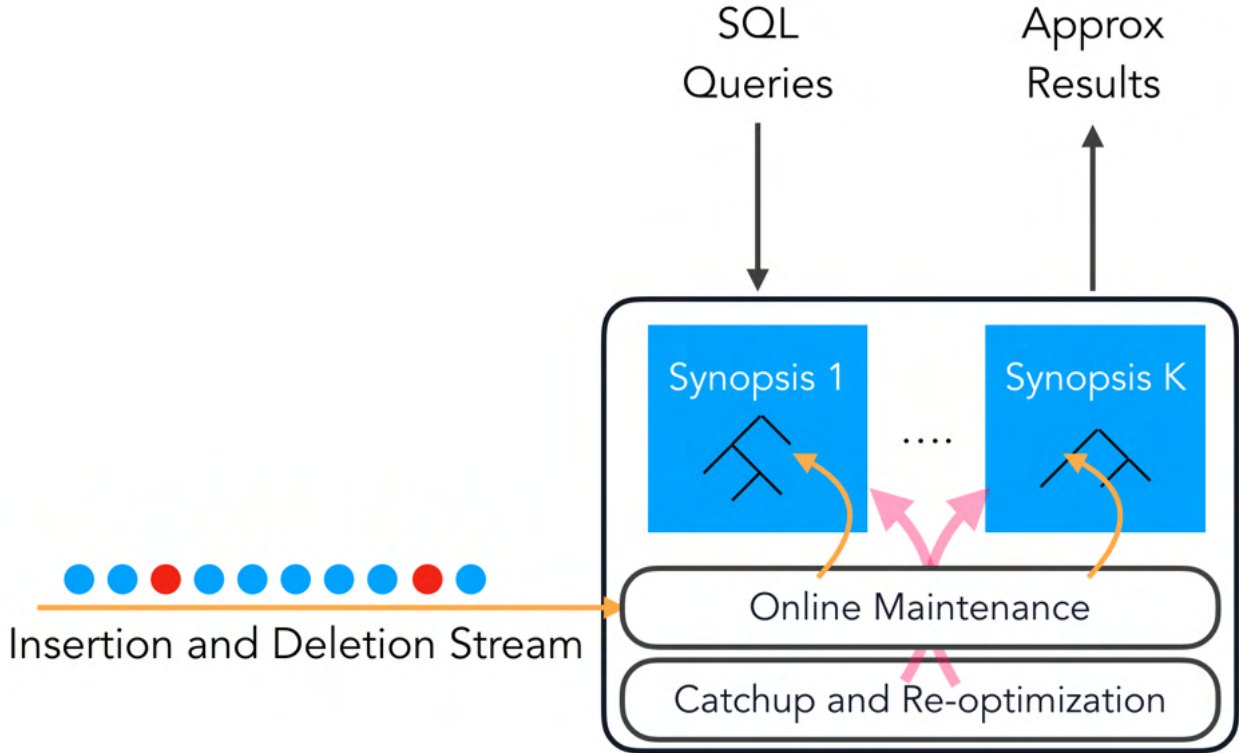 SQL
Queries
Approx
Results
Synopsis 1
....
Synopsis K
Online Maintenance
Insertion and Deletion Stream
Catchup and Re-optimization